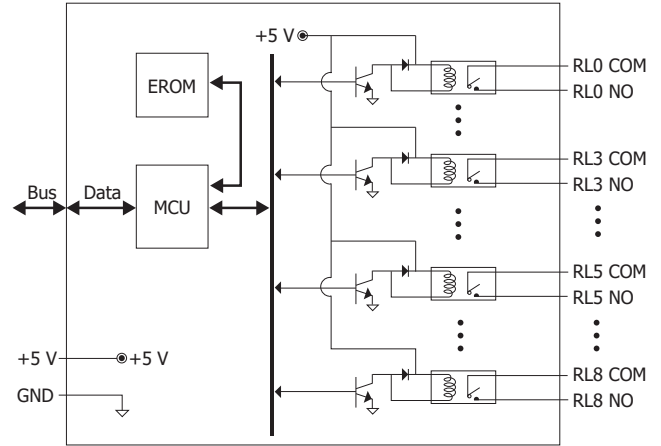 +5 V
EROM
RL0 COM
RL0 NO
RL3 COM
RL3 NO
Bus
Data
MCU
RL5 COM
RL5 NO
+5 V
+5 V
GND
RL8 COM
RL8 NO